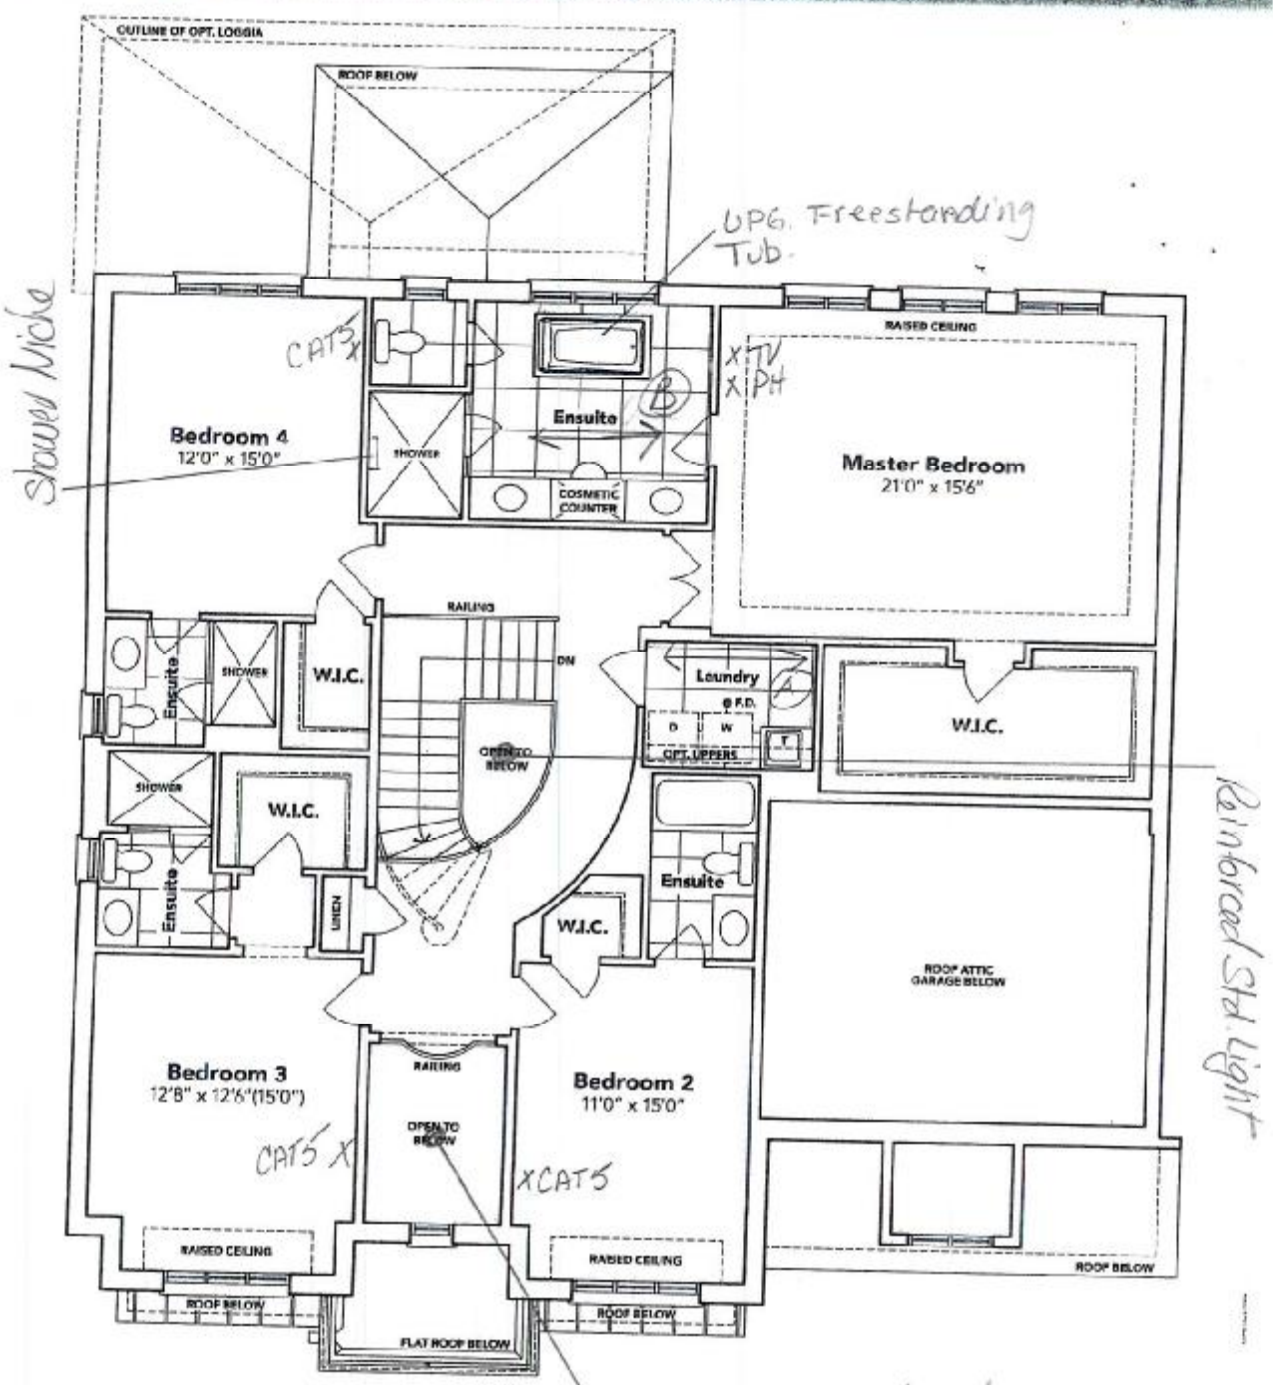 OUTLINE OF OPT. LOGGIA
ROOF BELOW
UPG. Freestanding
Tub.
Shower Niche
RAISED CEILING
CAT5
X
X TV
X PH
B
Ensuite
Bedroom 4
12'0" x 15'0"
SHOWER
Master Bedroom
21'0" x 15'6"
COSMETIC
COUNTER
RAILING
DN
Laundry
A
@ F.D.
D
W
T
OPT. UPPERS
Ensuite
SHOWER
W.I.C.
W.I.C.
OPEN TO
BELOW
SHOWER
W.I.C.
Reinforced Std. Light
Ensuite
LINEN
Ensuite
W.I.C.
ROOF ATTIC
GARAGE BELOW
Bedroom 3
12'8" x 12'6"(15'0")
RAILING
Bedroom 2
11'0" x 15'0"
OPEN TO
BELOW
CAT5 X
X CAT5
RAISED CEILING
RAISED CEILING
ROOF BELOW
ROOF BELOW
ROOF BELOW
FLAT ROOF BELOW